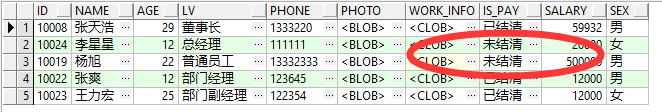 ID NAME AGE LV PHONE PHOTO WORK_INFO IS_PAY SALARY SEX
1 10008 张天浩 ··· 29 董事长 ··· 1333220 ··· <BLOB> ··· <CLOB> ··· 已结清 ··· 59932 男
2 10024 李星星 ··· 12 总经理 ··· 111111 ··· <BLOB> ··· <CLOB> ··· 未结清 ··· 女
3 10019 杨旭 ··· 22 普通员工 ··· 13332333 ··· <BLOB> ··· <CLOB> ··· 未结清 ··· 男
4 10022 张爽 ··· 12 部门经理 ··· 123645 ··· <BLOB> ··· <CLOB> ··· 已结清 ··· 12000 男
5 10023 王力宏 ··· 25 部门副经理 ··· 122354 ··· <BLOB> ··· <CLOB> ··· 已结清 ··· 12000 女